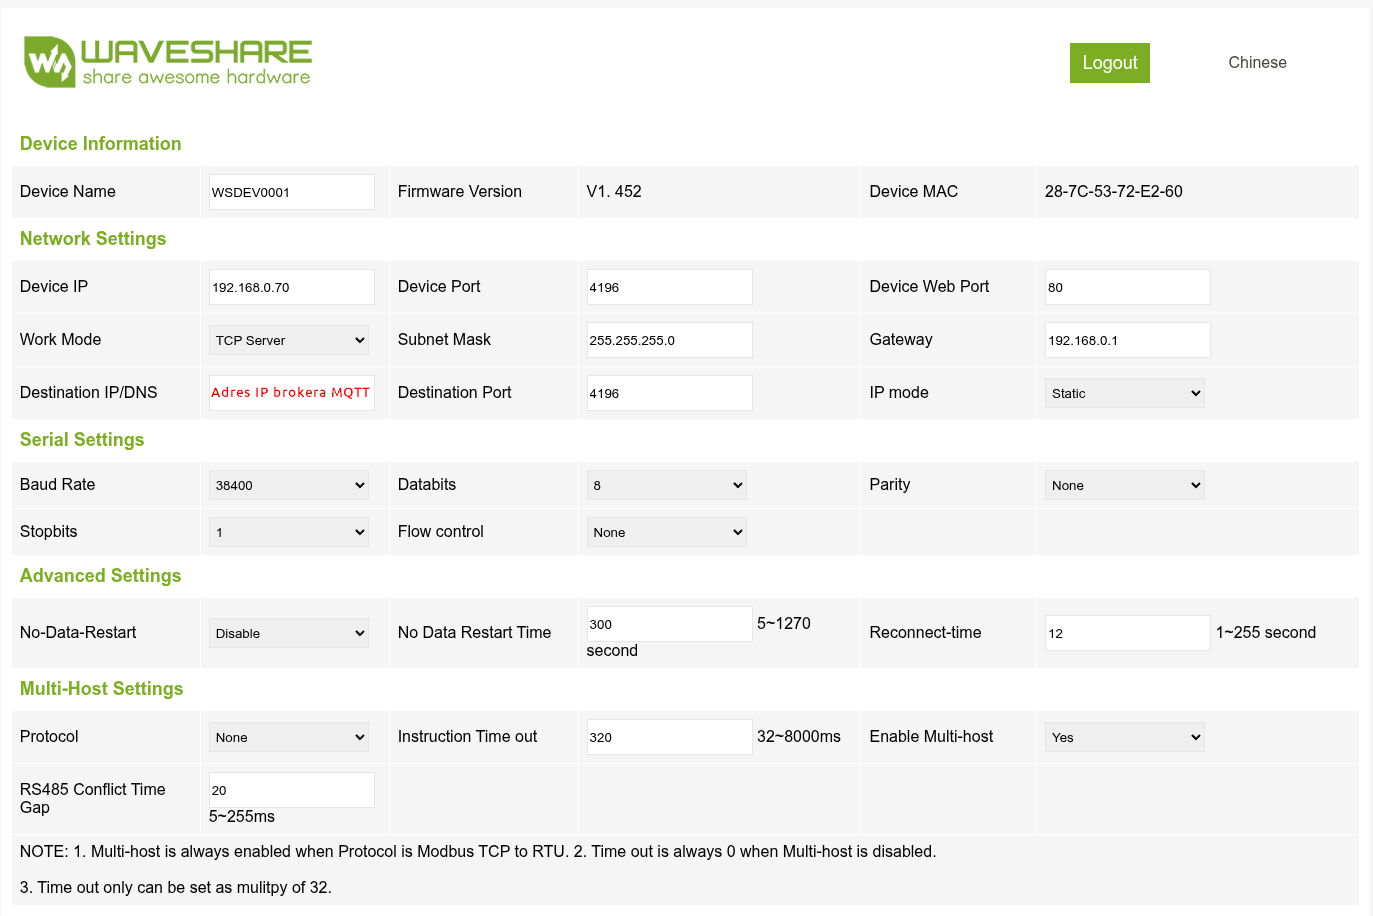 WAVESHARE
share awesome hardware
Logout
Chinese
Device Information
Device Name WSDEV0001 Firmware Version V1. 452 Device MAC 28-7C-53-72-E2-60
Network Settings
Device IP 192.168.0.70 Device Port 4196 Device Web Port 80
Work Mode TCP Server Subnet Mask 255.255.255.0 Gateway 192.168.0.1
Destination IP/DNS Adres IP brokera MQTT Destination Port 4196 IP mode Static
Serial Settings
Baud Rate 38400 Databits 8 Parity None
Stopbits 1 Flow control None
Advanced Settings
No-Data-Restart Disable No Data Restart Time 300 5~1270
second
Reconnect-time 12 1~255 second
Multi-Host Settings
Protocol None Instruction Time out 320 32~8000ms Enable Multi-host Yes
RS485 Conflict Time
Gap
20
5~255ms
NOTE: 1. Multi-host is always enabled when Protocol is Modbus TCP to RTU. 2. Time out is always 0 when Multi-host is disabled.
3. Time out only can be set as mulitpy of 32.